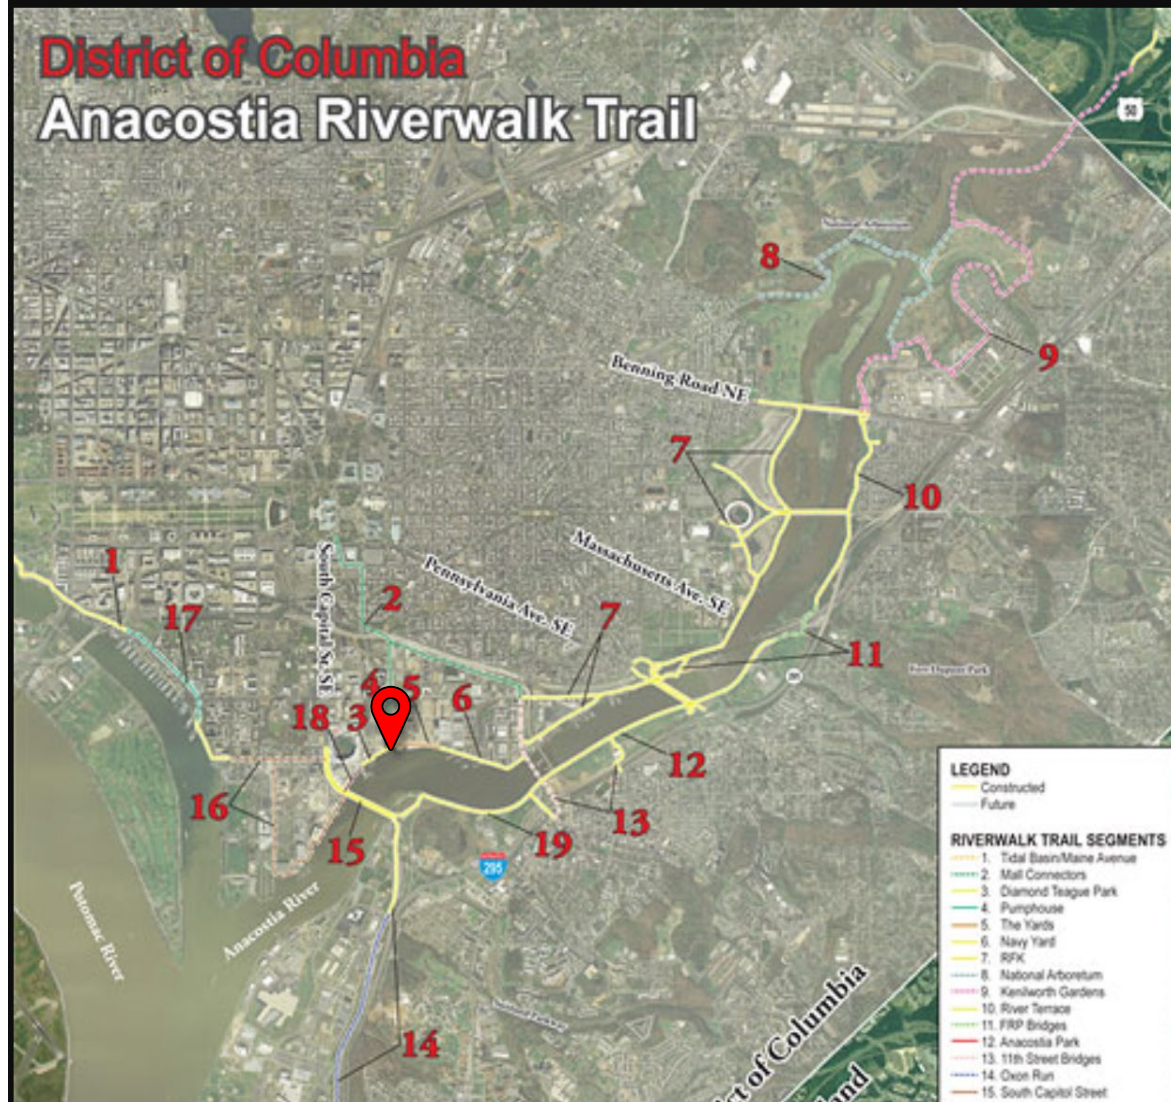 District of Columbia
Anacostia Riverwalk Trail
50
8
9
Benning Road NE
7
10
Massachusetts Ave. SE
Pennsylvania Ave. SE
South Capital St. SE
1
2
17
7
11
4
5
6
18
3
12
16
15
19
13
295
Potomac River
Anacostia River
14
District of Columbia
LEGEND
Constructed
Future
RIVERWALK TRAIL SEGMENTS
1. Tidal Basin/Maine Avenue
2. Mall Connectors
3. Diamond Teague Park
4. Pumphouse
5. The Yards
6. Navy Yard
7. RFK
8. National Arboretum
9. Kenilworth Gardens
10. River Terrace
11. FRP Bridges
12. Anacostia Park
13. 11th Street Bridges
14. Oxon Run
15. South Capitol Street